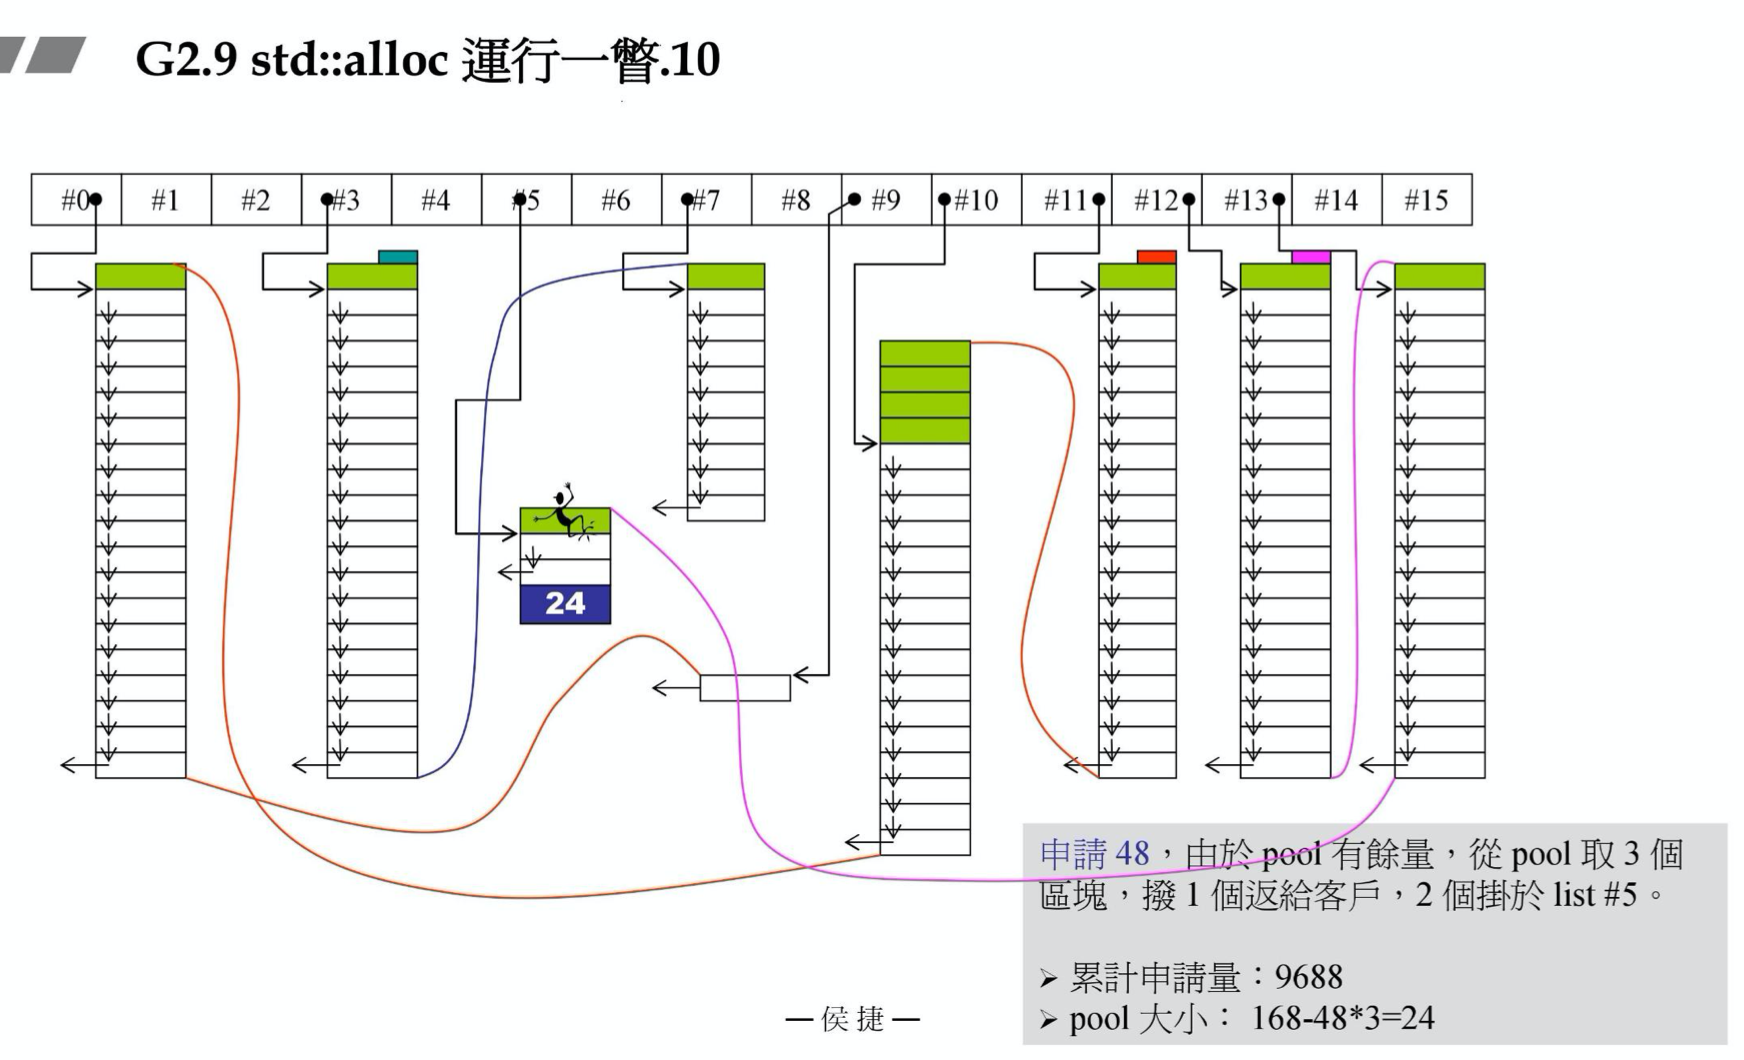 G2.9 std::alloc 運行一瞥.10
#0 #1 #2 #3 #4 #5 #6 #7 #8 #9 #10 #11 #12 #13 #14 #15
24
申請 48，由於 pool 有餘量，從 pool 取 3 個
區塊，撥 1 個返給客戶，2 個掛於 list #5。
➢ 累計申請量：9688
➢ pool 大小： 168-48*3=24
— 侯 捷 —